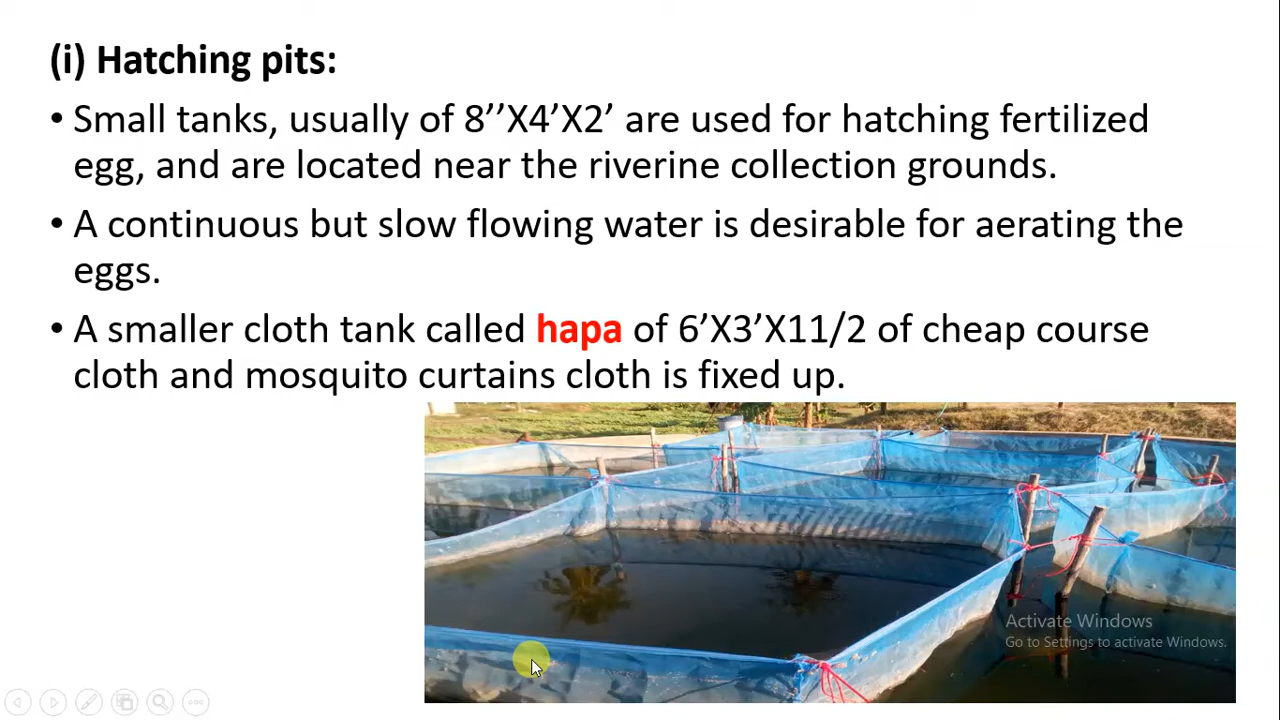 (i) Hatching pits:
• Small tanks, usually of 8’’X4’X2’ are used for hatching fertilized
egg, and are located near the riverine collection grounds.
• A continuous but slow flowing water is desirable for aerating the
eggs.
• A smaller cloth tank called hapa of 6’X3’X11/2 of cheap course
cloth and mosquito curtains cloth is fixed up.
Activate Windows
Go to Settings to activate Windows.